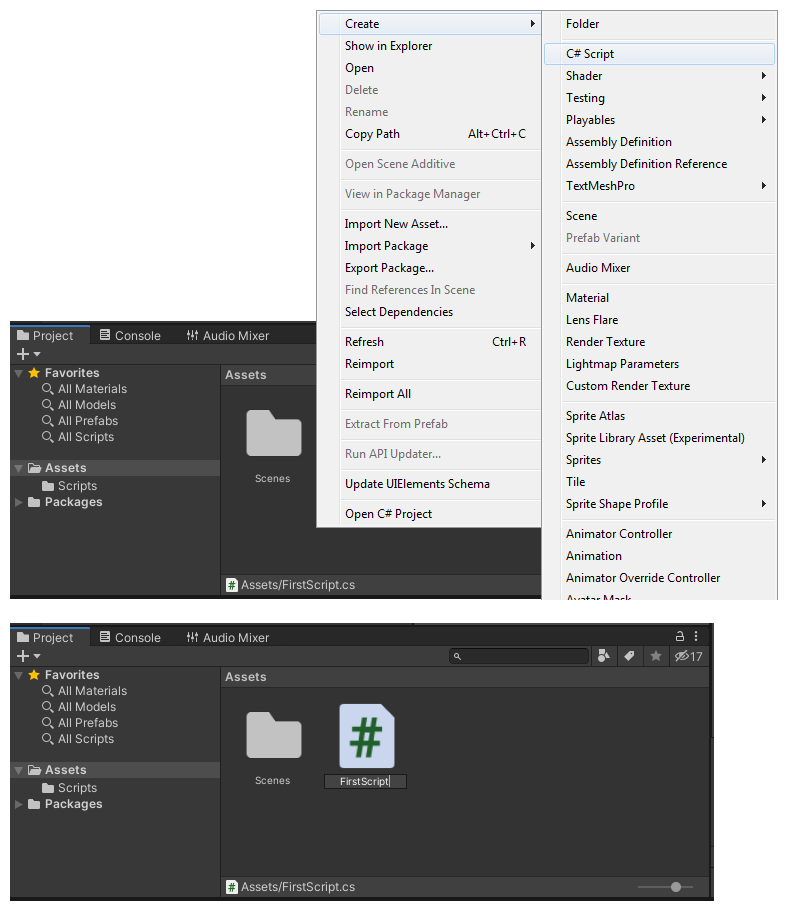 Create
Show in Explorer
Open
Delete
Rename
Copy Path Alt+Ctrl+C
Open Scene Additive
View in Package Manager
Import New Asset...
Import Package
Export Package...
Find References In Scene
Select Dependencies
Refresh Ctrl+R
Reimport
Reimport All
Extract From Prefab
Run API Updater...
Update UIElements Schema
Open C# Project
Folder
C# Script
Shader
Testing
Playables
Assembly Definition
Assembly Definition Reference
TextMeshPro
Scene
Prefab Variant
Audio Mixer
Material
Lens Flare
Render Texture
Lightmap Parameters
Custom Render Texture
Sprite Atlas
Sprite Library Asset (Experimental)
Sprites
Tile
Sprite Shape Profile
Animator Controller
Animation
Animator Override Controller
Avatar Mask
Project Console Audio Mixer
Favorites
All Materials
All Models
All Prefabs
All Scripts
Assets
Scripts
Packages
Assets
Scenes
Assets/FirstScript.cs
Project Console Audio Mixer
17
Favorites
All Materials
All Models
All Prefabs
All Scripts
Assets
Scripts
Packages
Assets
Scenes
FirstScript
Assets/FirstScript.cs